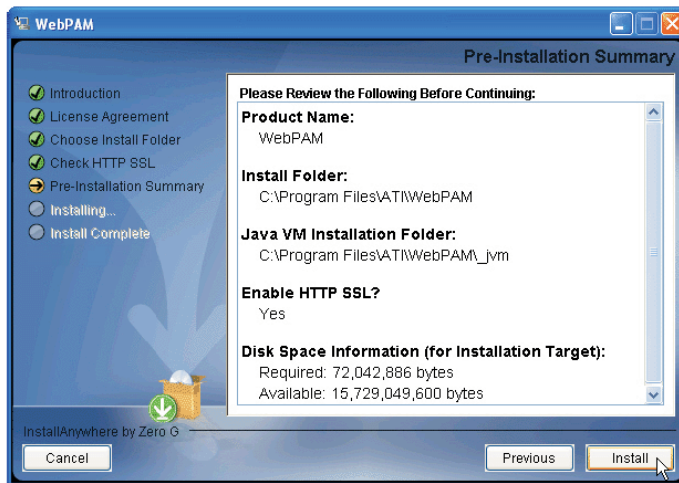 WebPAM
Pre-Installation Summary
Introduction
License Agreement
Choose Install Folder
Check HTTP SSL
Pre-Installation Summary
Installing...
Install Complete
Please Review the Following Before Continuing:
Product Name:
WebPAM
Install Folder:
C:\Program Files\ATI\WebPAM
Java VM Installation Folder:
C:\Program Files\ATI\WebPAM\_jvm
Enable HTTP SSL?
Yes
Disk Space Information (for Installation Target):
Required: 72,042,886 bytes
Available: 15,729,049,600 bytes
InstallAnywhere by Zero G
Cancel
Previous
Install